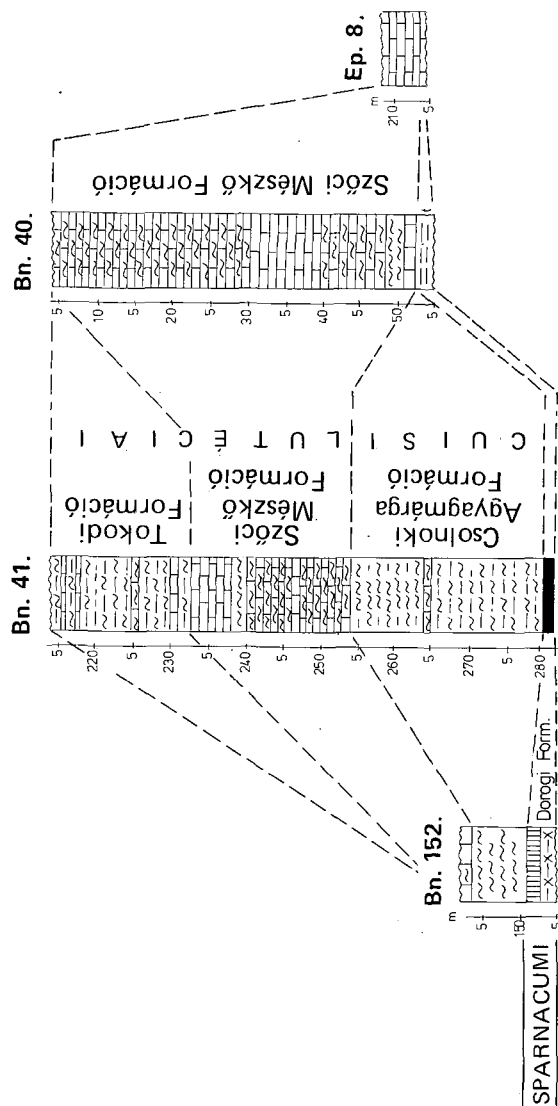 Bn. 152.
m
5
150
5
Dorogi Form.
SPARNACUMI
Bn. 41.
5
220
5
230
5
240
5
250
5
260
5
270
5
280
Tokodi
Formáció
Szőci
Mészkő
Formáció
Csolnoki
Agyagmárga
Formáció
LUTÉCIAI
CUISI
Bn. 40.
5
10
5
20
5
30
5
40
5
50
5
Szőci Mészkő Formáció
Ep. 8.
m
210
5